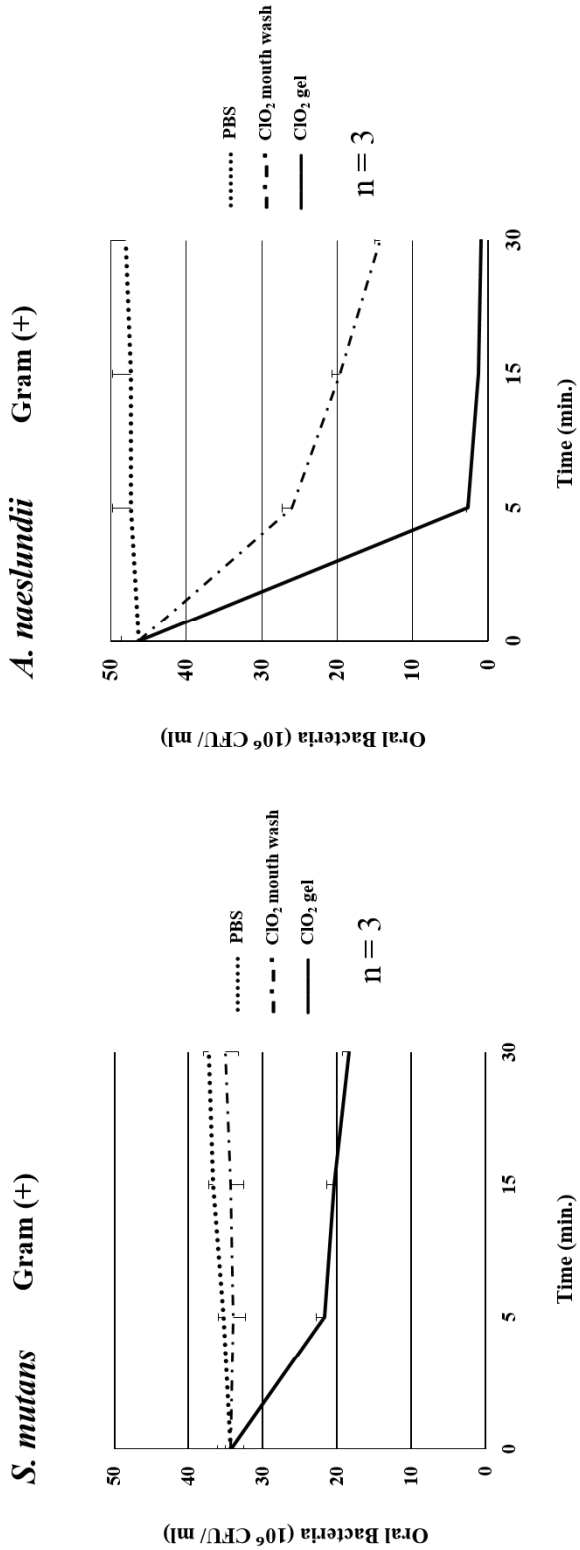 S. mutans Gram (+)
Oral Bacteria (10⁶ CFU/ ml)
50
40
30
20
10
0
0 5 15 30
Time (min.)
PBS
ClO₂ mouth wash
ClO₂ gel
n = 3
A. naeslundii Gram (+)
Oral Bacteria (10⁶ CFU/ ml)
50
40
30
20
10
0
0 5 15 30
Time (min.)
PBS
ClO₂ mouth wash
ClO₂ gel
n = 3